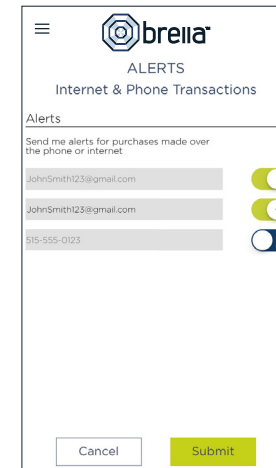 brella™
ALERTS
Internet & Phone Transactions
Alerts
Send me alerts for purchases made over
the phone or internet
JohnSmith123@gmail.com
JohnSmith123@gmail.com
515-555-0123
Cancel
Submit